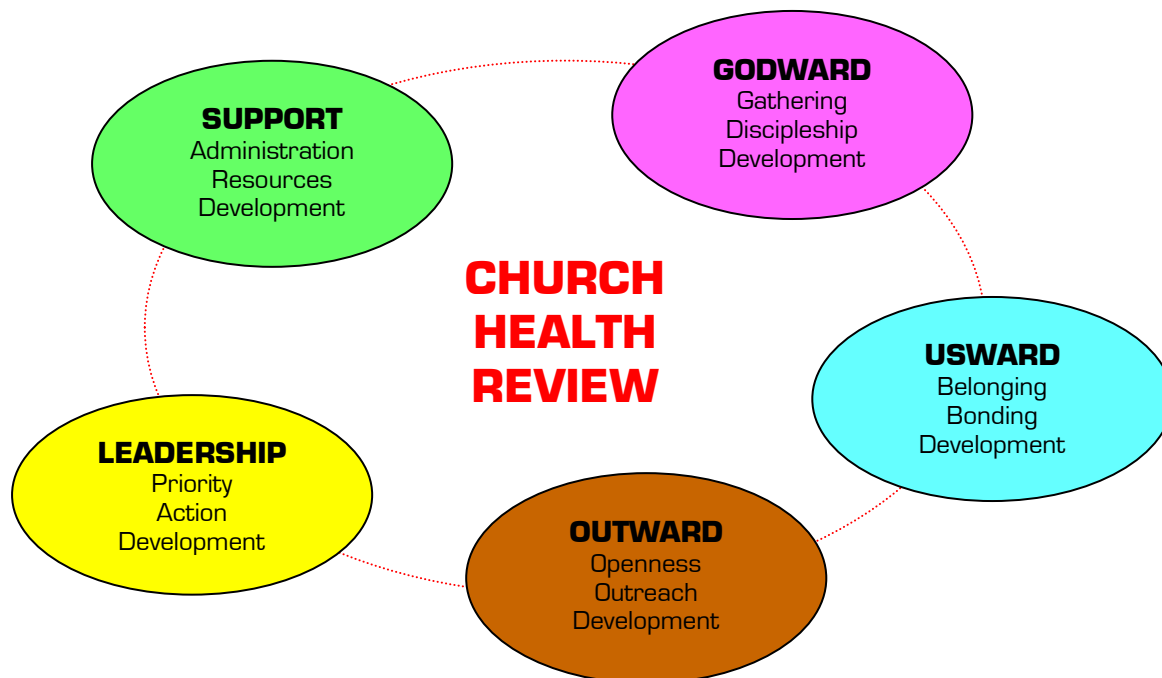 GODWARD
Gathering
Discipleship
Development
SUPPORT
Administration
Resources
Development
CHURCH
HEALTH
REVIEW
USWARD
Belonging
Bonding
Development
LEADERSHIP
Priority
Action
Development
OUTWARD
Openness
Outreach
Development